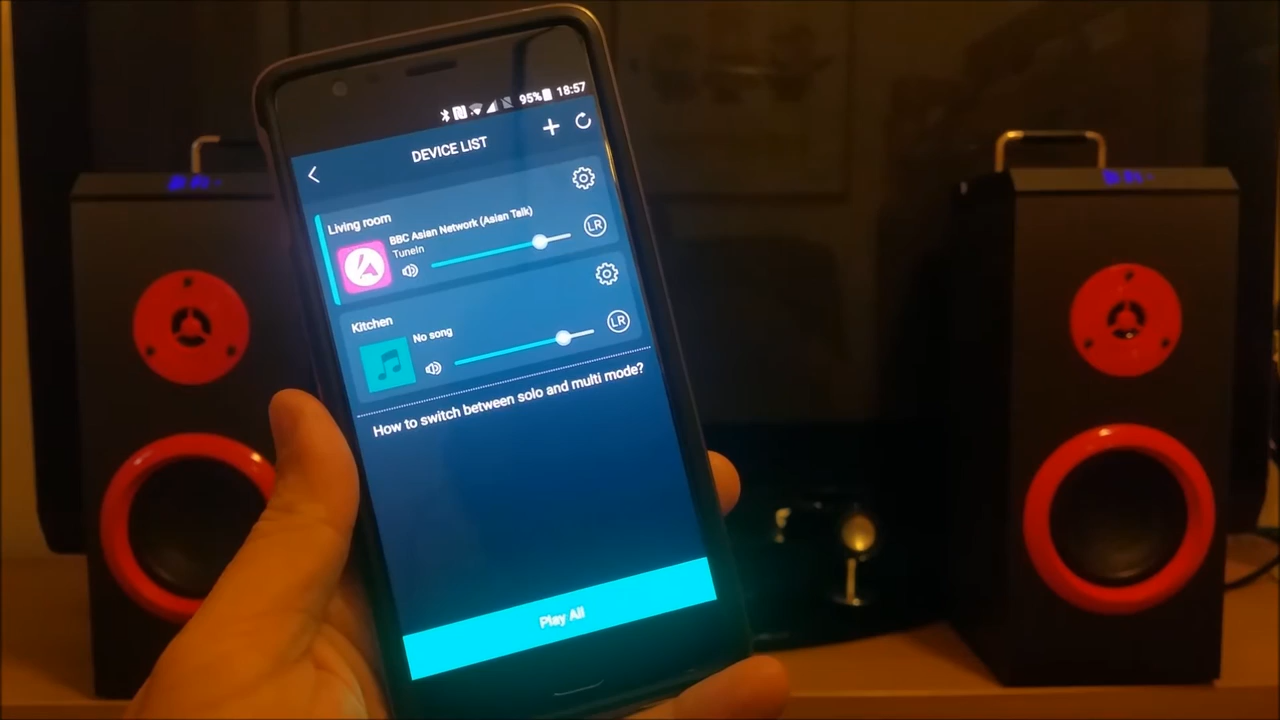 95% 18:57
DEVICE LIST
Living room
BBC Asian Network (Asian Talk)
TuneIn
LR
Kitchen
No song
LR
How to switch between solo and multi mode?
Play All